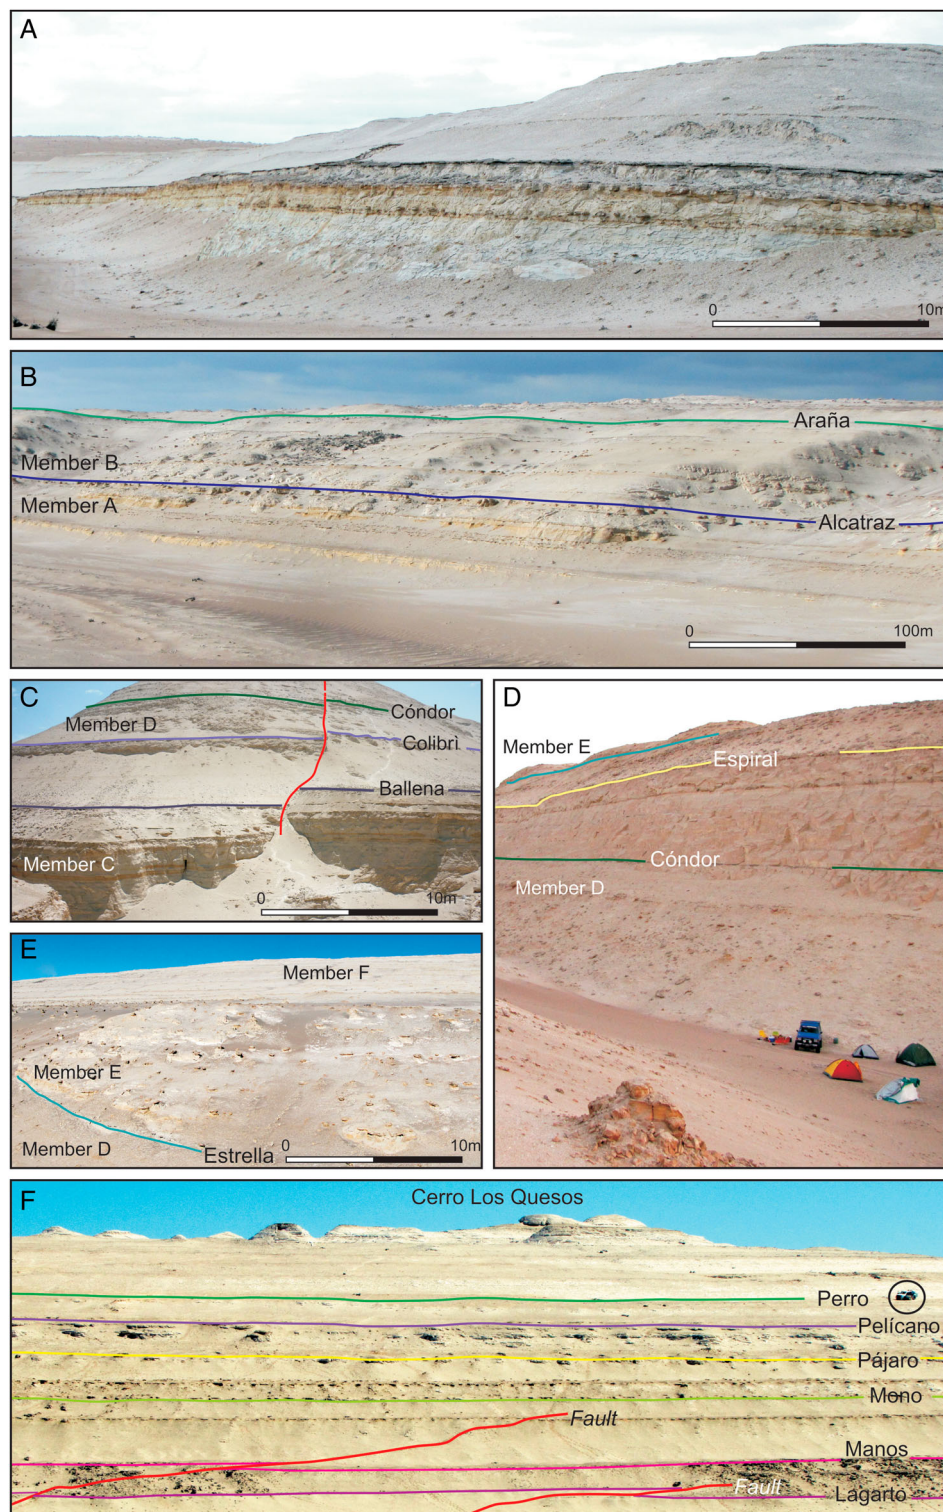 A
0 10m
B
Araña
Member B
Member A
Alcatraz
0 100m
C
Cóndor
Member D
Colibrì
Ballena
Member C
0 10m
D
Member E
Espiral
Cóndor
Member D
E
Member F
Member E
Member D
Estrella
0 10m
F
Cerro Los Quesos
Perro
Pelícano
Pájaro
Mono
Fault
Manos
Fault
Lagarto